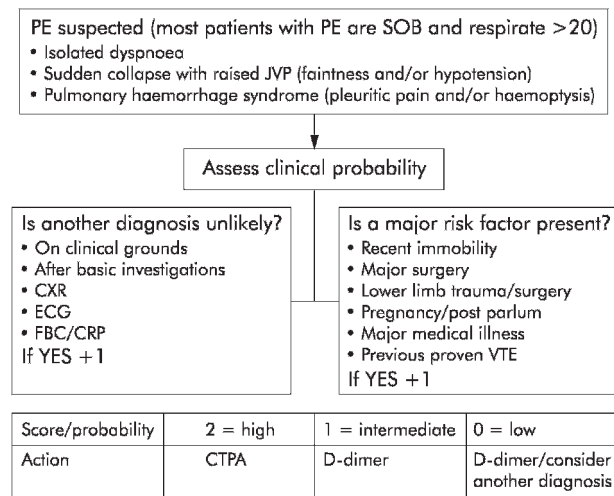 PE suspected (most patients with PE are SOB and respirate >20)
• Isolated dyspnoea
• Sudden collapse with raised JVP (faintness and/or hypotension)
• Pulmonary haemorrhage syndrome (pleuritic pain and/or haemoptysis)
Assess clinical probability
Is another diagnosis unlikely?
• On clinical grounds
• After basic investigations
• CXR
• ECG
• FBC/CRP
If YES +1
Is a major risk factor present?
• Recent immobility
• Major surgery
• Lower limb trauma/surgery
• Pregnancy/post parlum
• Major medical illness
• Previous proven VTE
If YES +1
Score/probability 2 = high 1 = intermediate 0 = low
Action CTPA D-dimer D-dimer/consider
another diagnosis